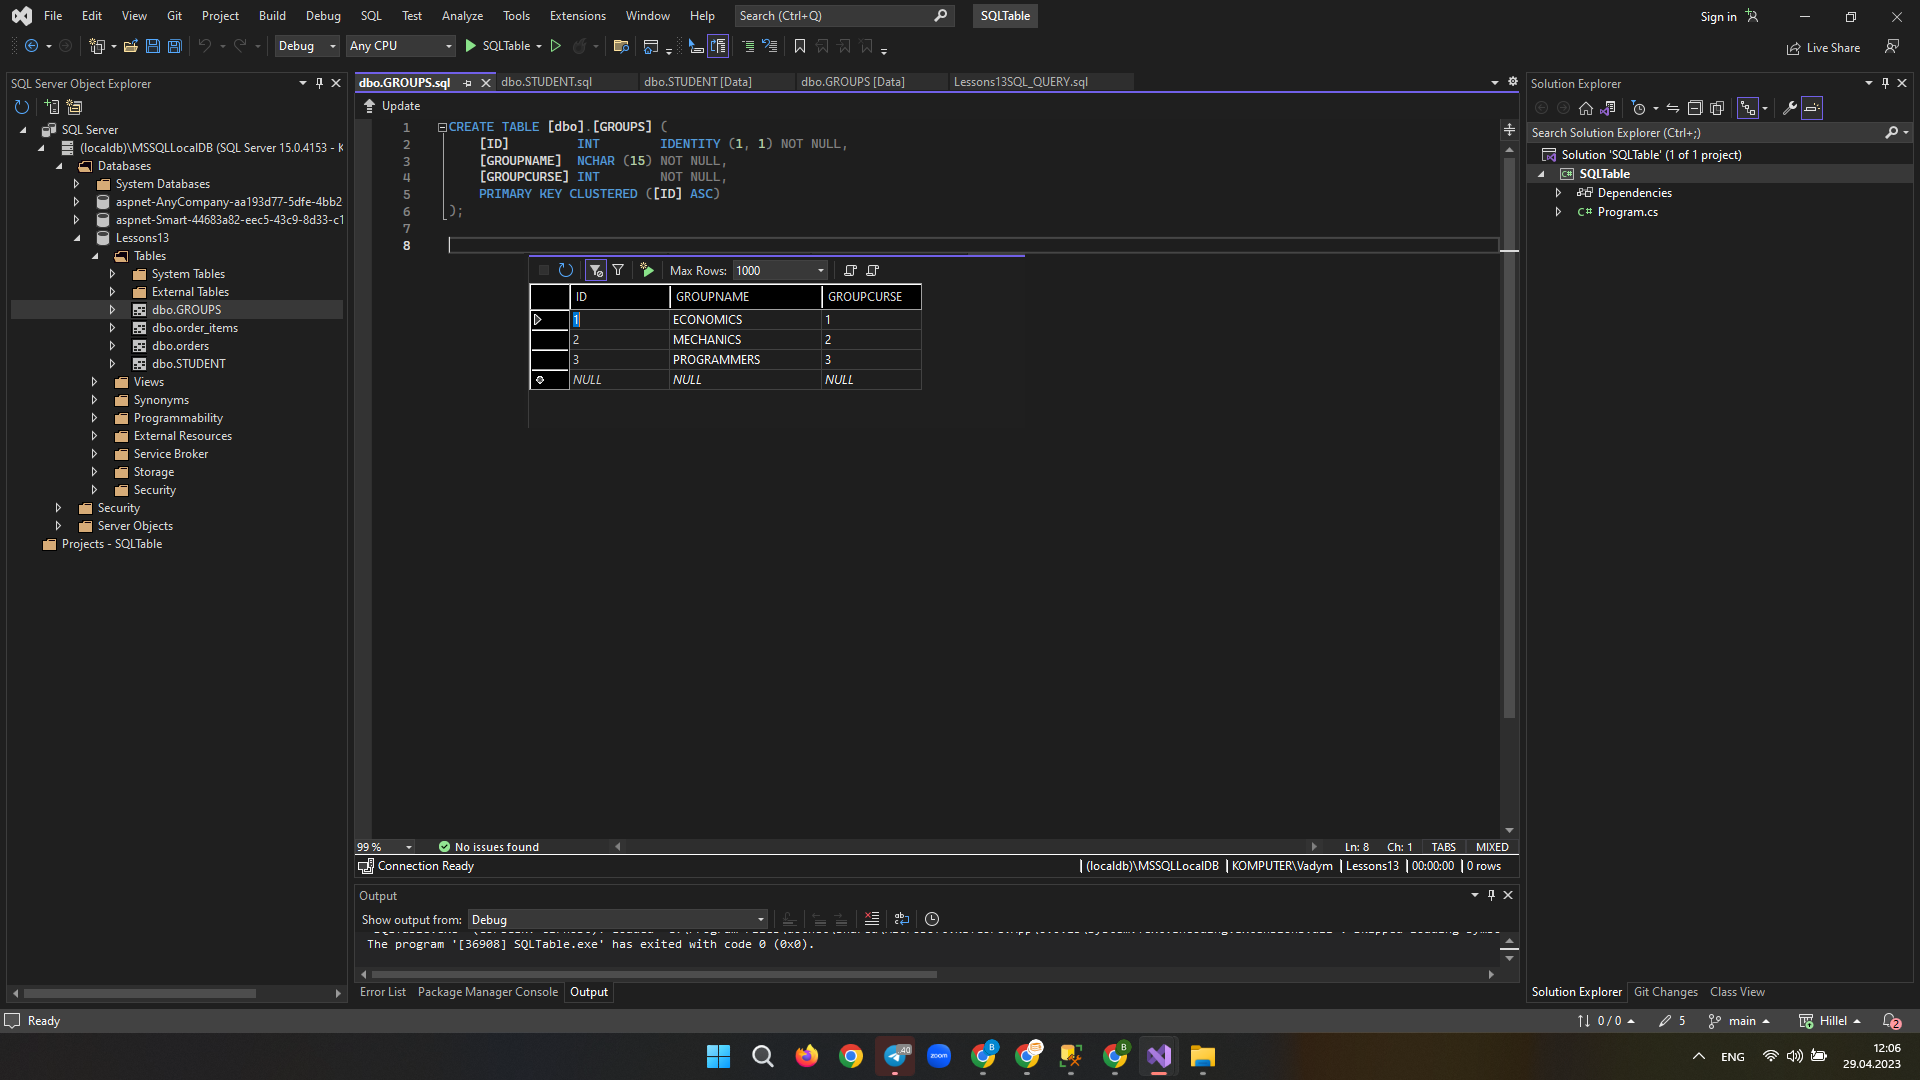 File Edit View Git Project Build Debug SQL Test Analyze Tools Extensions Window Help Search (Ctrl+Q) SQLTable Sign in
Debug Any CPU SQLTable Live Share
SQL Server Object Explorer
SQL Server
(localdb)\MSSQLLocalDB (SQL Server 15.0.4153 - K
Databases
System Databases
aspnet-AnyCompany-aa193d77-5dfe-4bb2
aspnet-Smart-44683a82-eec5-43c9-8d33-c1
Lessons13
Tables
System Tables
External Tables
dbo.GROUPS
dbo.order_items
dbo.orders
dbo.STUDENT
Views
Synonyms
Programmability
External Resources
Service Broker
Storage
Security
Security
Server Objects
Projects - SQLTable
dbo.GROUPS.sql dbo.STUDENT.sql dbo.STUDENT [Data] dbo.GROUPS [Data] Lessons13SQL_QUERY.sql
Update
1 CREATE TABLE [dbo].[GROUPS] (
2 [ID] INT IDENTITY (1, 1) NOT NULL,
3 [GROUPNAME] NCHAR (15) NOT NULL,
4 [GROUPCURSE] INT NOT NULL,
5 PRIMARY KEY CLUSTERED ([ID] ASC)
6 );
7
8
Max Rows: 1000
ID GROUPNAME GROUPCURSE
1 ECONOMICS 1
2 MECHANICS 2
3 PROGRAMMERS 3
NULL NULL NULL
99 % No issues found Ln: 8 Ch: 1 TABS MIXED
Connection Ready (localdb)\MSSQLLocalDB KOMPUTER\Vadym Lessons13 00:00:00 0 rows
Output
Show output from: Debug
The program '[36908] SQLTable.exe' has exited with code 0 (0x0).
Error List Package Manager Console Output
Solution Explorer
Search Solution Explorer (Ctrl+;)
Solution 'SQLTable' (1 of 1 project)
C# SQLTable
Dependencies
C# Program.cs
Solution Explorer Git Changes Class View
Ready 0 / 0 5 main Hillel 2
40 zoom B B ENG 12:06
29.04.2023